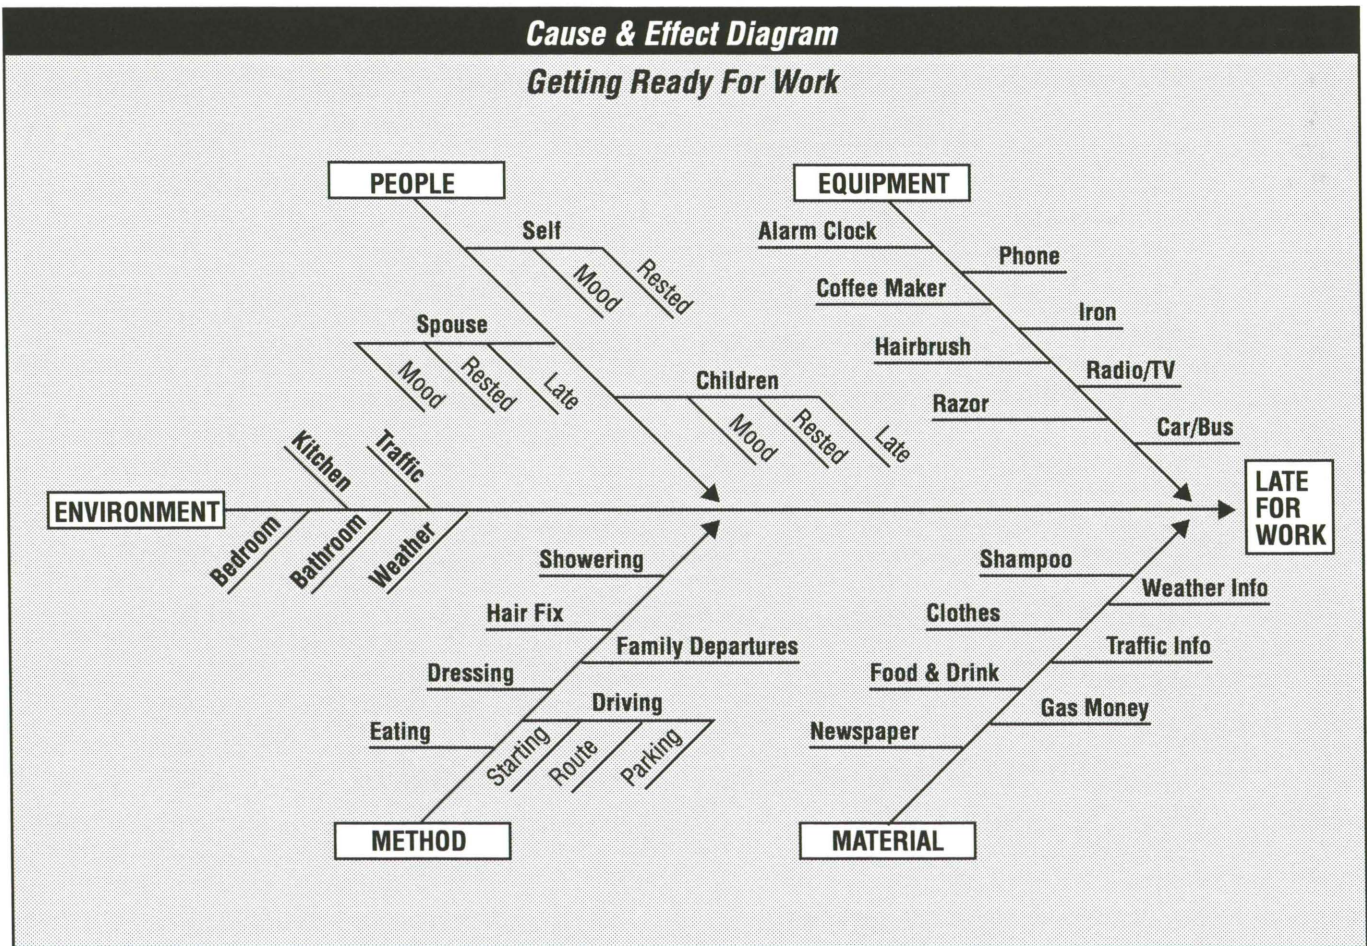 Cause & Effect Diagram
Getting Ready For Work
PEOPLE
EQUIPMENT
Self
Mood
Rested
Spouse
Mood
Rested
Late
Children
Mood
Rested
Late
Alarm Clock
Phone
Coffee Maker
Iron
Hairbrush
Radio/TV
Razor
Car/Bus
ENVIRONMENT
Kitchen
Traffic
Bedroom
Bathroom
Weather
LATE
FOR
WORK
Showering
Hair Fix
Family Departures
Dressing
Driving
Starting
Route
Parking
Eating
METHOD
Shampoo
Weather Info
Clothes
Traffic Info
Food & Drink
Gas Money
Newspaper
MATERIAL